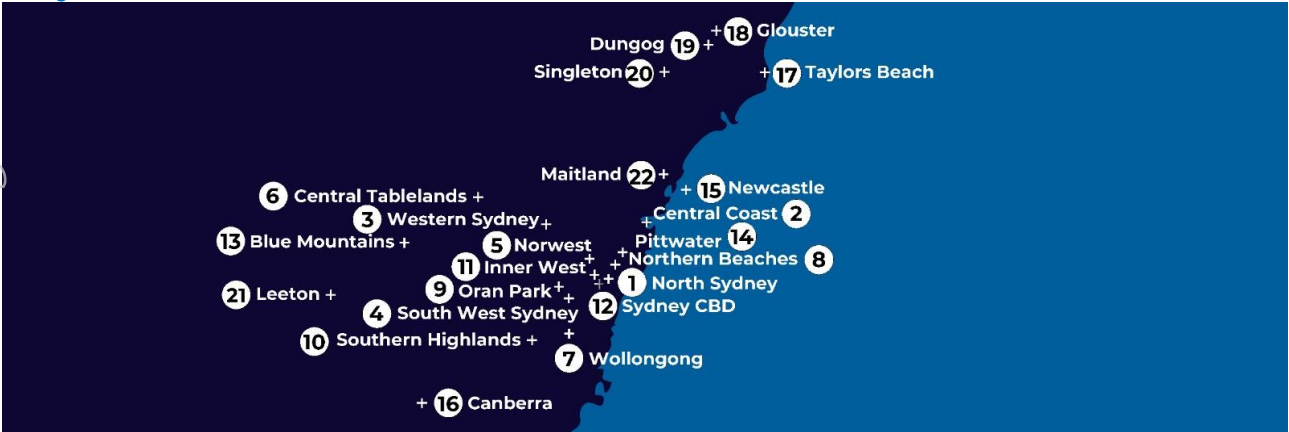 18 Glouster
Dungog 19
Singleton 20
17 Taylors Beach
Maitland 22
15 Newcastle
6 Central Tablelands
Central Coast 2
3 Western Sydney
Pittwater 14
13 Blue Mountains
5 Norwest
Northern Beaches 8
11 Inner West
1 North Sydney
9 Oran Park
21 Leeton
12 Sydney CBD
4 South West Sydney
10 Southern Highlands
7 Wollongong
16 Canberra